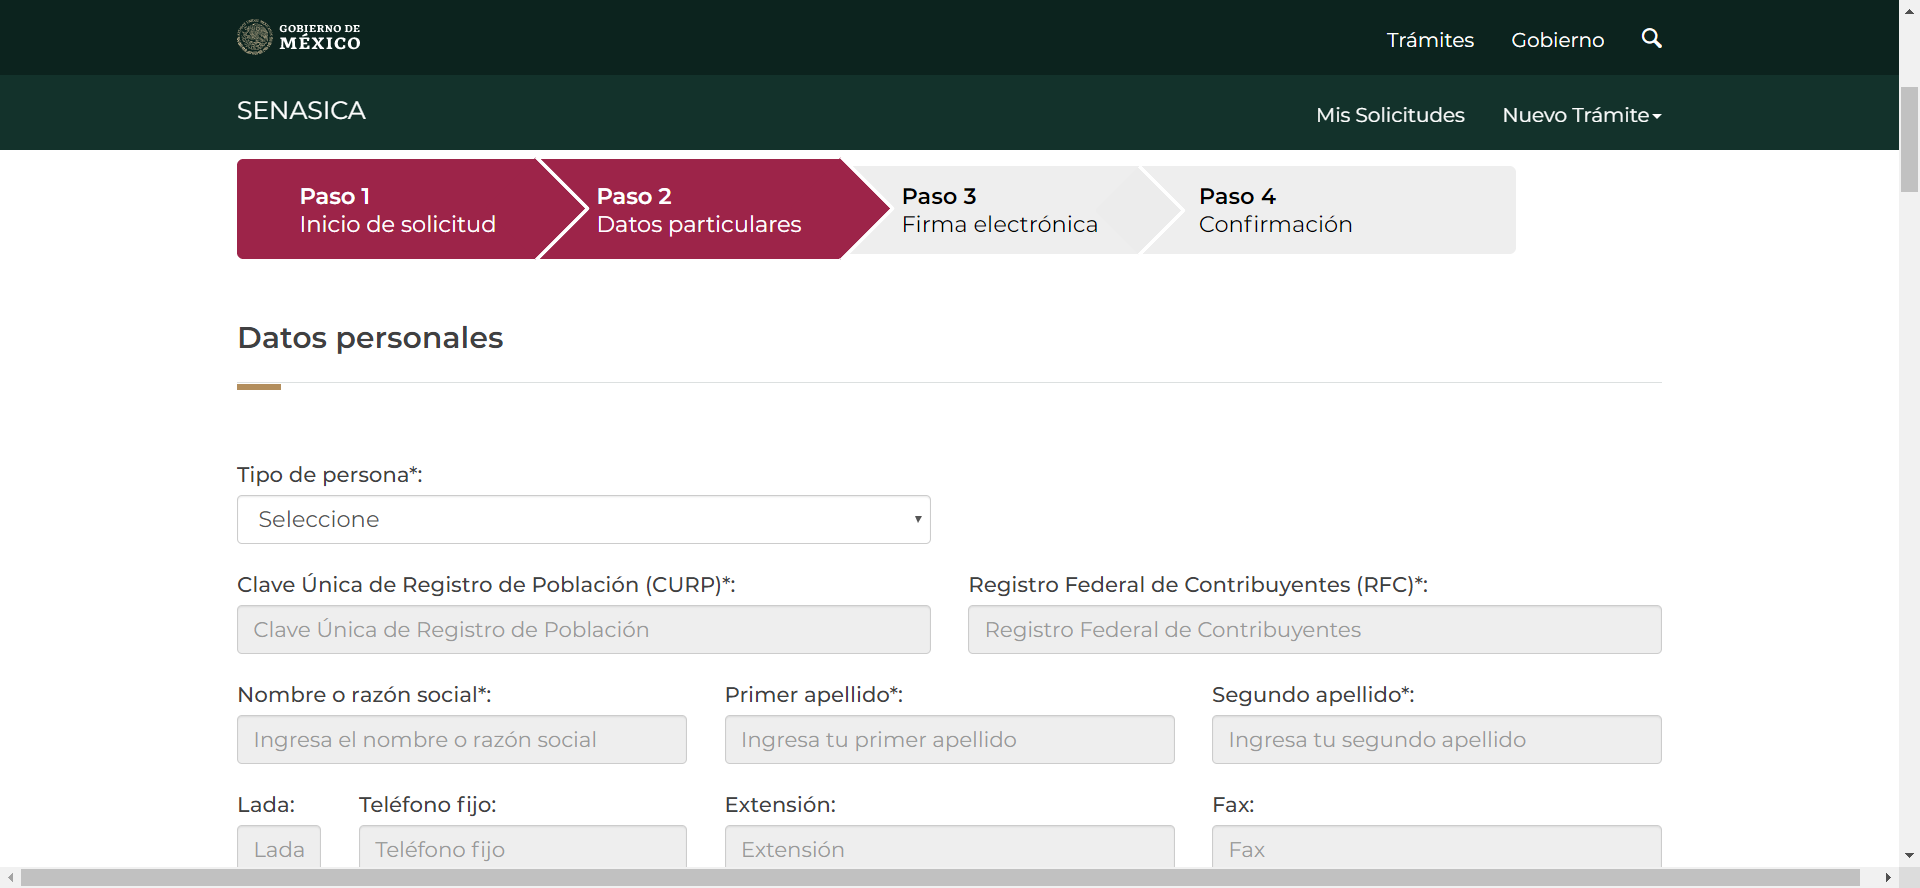 GOBIERNO DE
MÉXICO
Trámites
Gobierno
SENASICA
Mis Solicitudes
Nuevo Trámite
Paso 1
Inicio de solicitud
Paso 2
Datos particulares
Paso 3
Firma electrónica
Paso 4
Confirmación
Datos personales
Tipo de persona*:
Seleccione
Clave Única de Registro de Población (CURP)*:
Registro Federal de Contribuyentes (RFC)*:
Clave Única de Registro de Población
Registro Federal de Contribuyentes
Nombre o razón social*:
Primer apellido*:
Segundo apellido*:
Ingresa el nombre o razón social
Ingresa tu primer apellido
Ingresa tu segundo apellido
Lada:
Teléfono fijo:
Extensión:
Fax:
Lada
Teléfono fijo
Extensión
Fax